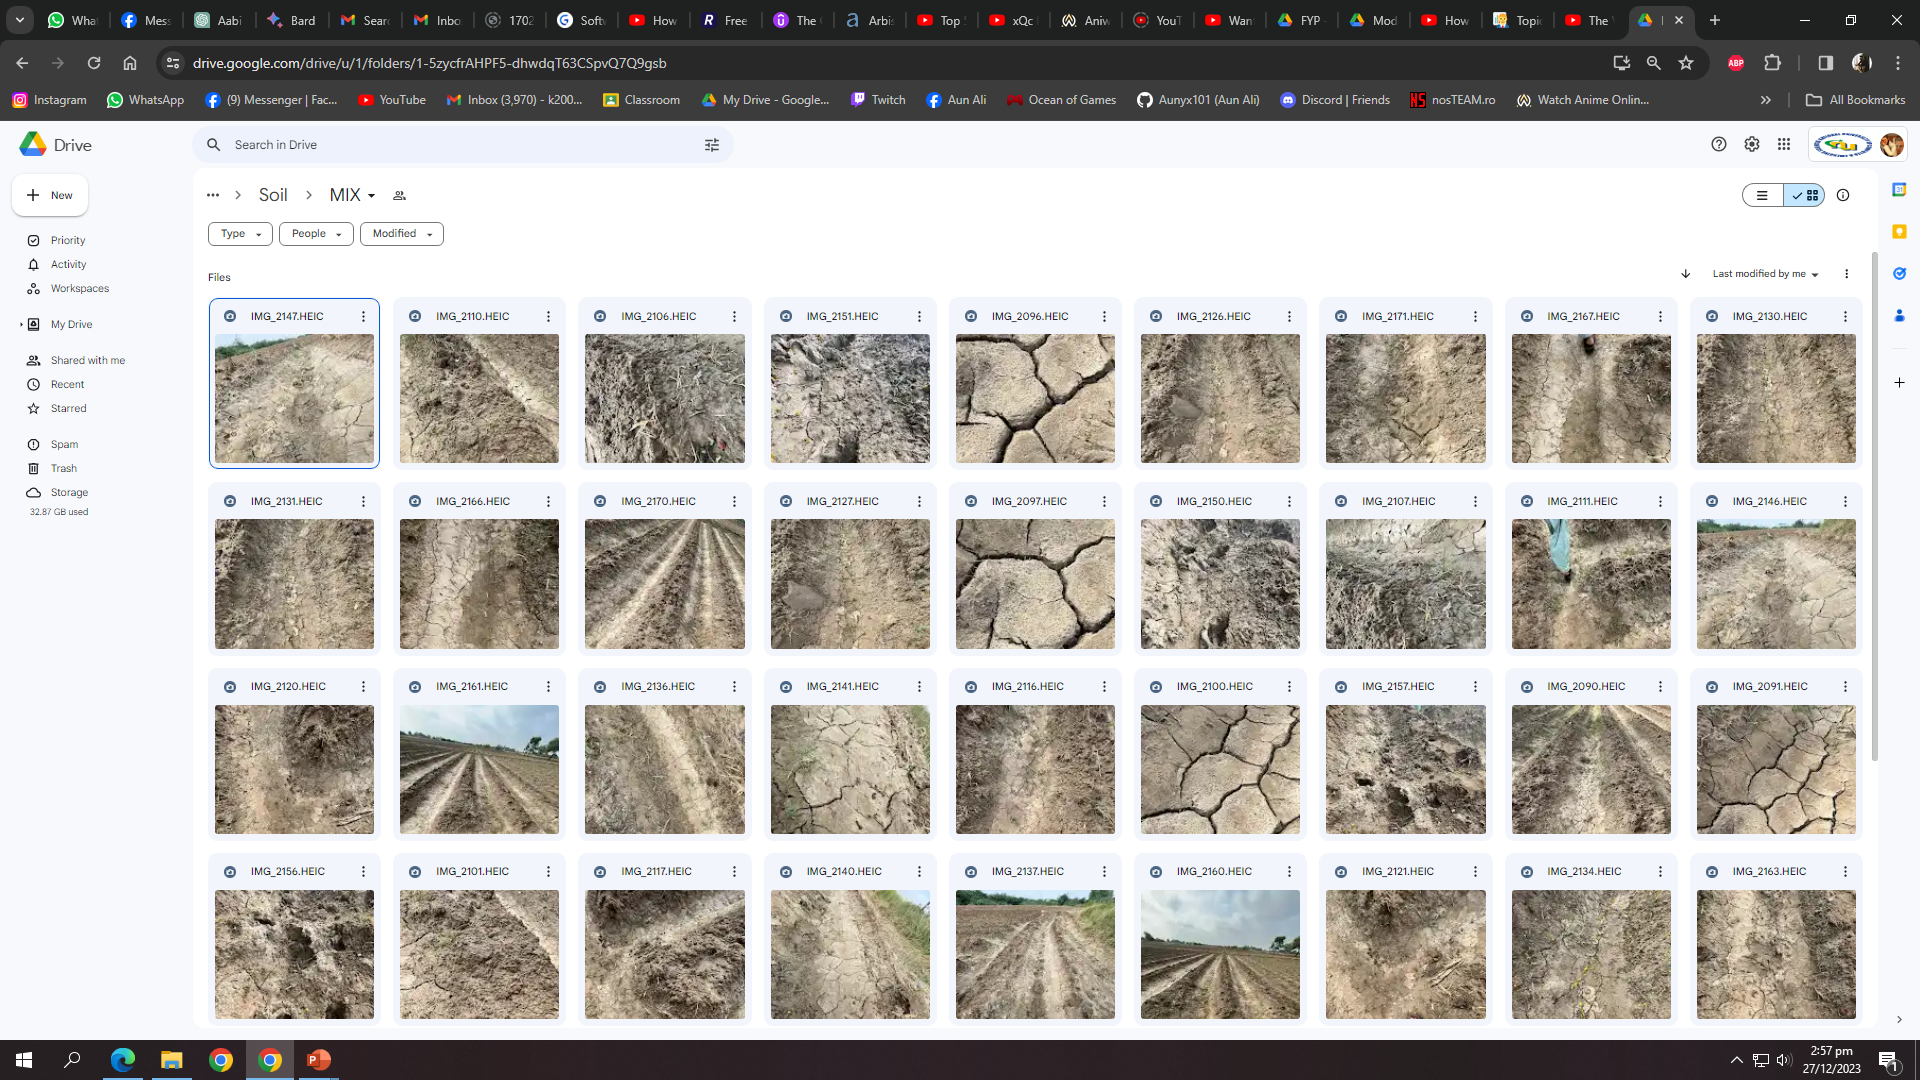 What
Mess
Aabi
Bard
Sear
Inbo
1702
Soft
How
Free
The
Arbi
Top
xQc
Aniw
YouT
Wan
FYP
Mod
How
Topi
The
drive.google.com/drive/u/1/folders/1-5zycfrAHPF5-dhwdqT63CSpvQ7Q9gsb
ABP
Instagram WhatsApp (9) Messenger | Fac... YouTube Inbox (3,970) - k200... Classroom My Drive - Google... Twitch Aun Ali Ocean of Games Aunyx101 (Aun Ali) Discord | Friends nosTEAM.ro Watch Anime Onlin... All Bookmarks
Drive
Search in Drive
New
Priority
Activity
Workspaces
My Drive
Shared with me
Recent
Starred
Spam
Trash
Storage
32.87 GB used
Soil MIX
Type People Modified
Files
Last modified by me
IMG_2147.HEIC IMG_2110.HEIC IMG_2106.HEIC IMG_2151.HEIC IMG_2096.HEIC IMG_2126.HEIC IMG_2171.HEIC IMG_2167.HEIC IMG_2130.HEIC
IMG_2131.HEIC IMG_2166.HEIC IMG_2170.HEIC IMG_2127.HEIC IMG_2097.HEIC IMG_2150.HEIC IMG_2107.HEIC IMG_2111.HEIC IMG_2146.HEIC
IMG_2120.HEIC IMG_2161.HEIC IMG_2136.HEIC IMG_2141.HEIC IMG_2116.HEIC IMG_2100.HEIC IMG_2157.HEIC IMG_2090.HEIC IMG_2091.HEIC
IMG_2156.HEIC IMG_2101.HEIC IMG_2117.HEIC IMG_2140.HEIC IMG_2137.HEIC IMG_2160.HEIC IMG_2121.HEIC IMG_2134.HEIC IMG_2163.HEIC
2:57 pm
27/12/2023
1